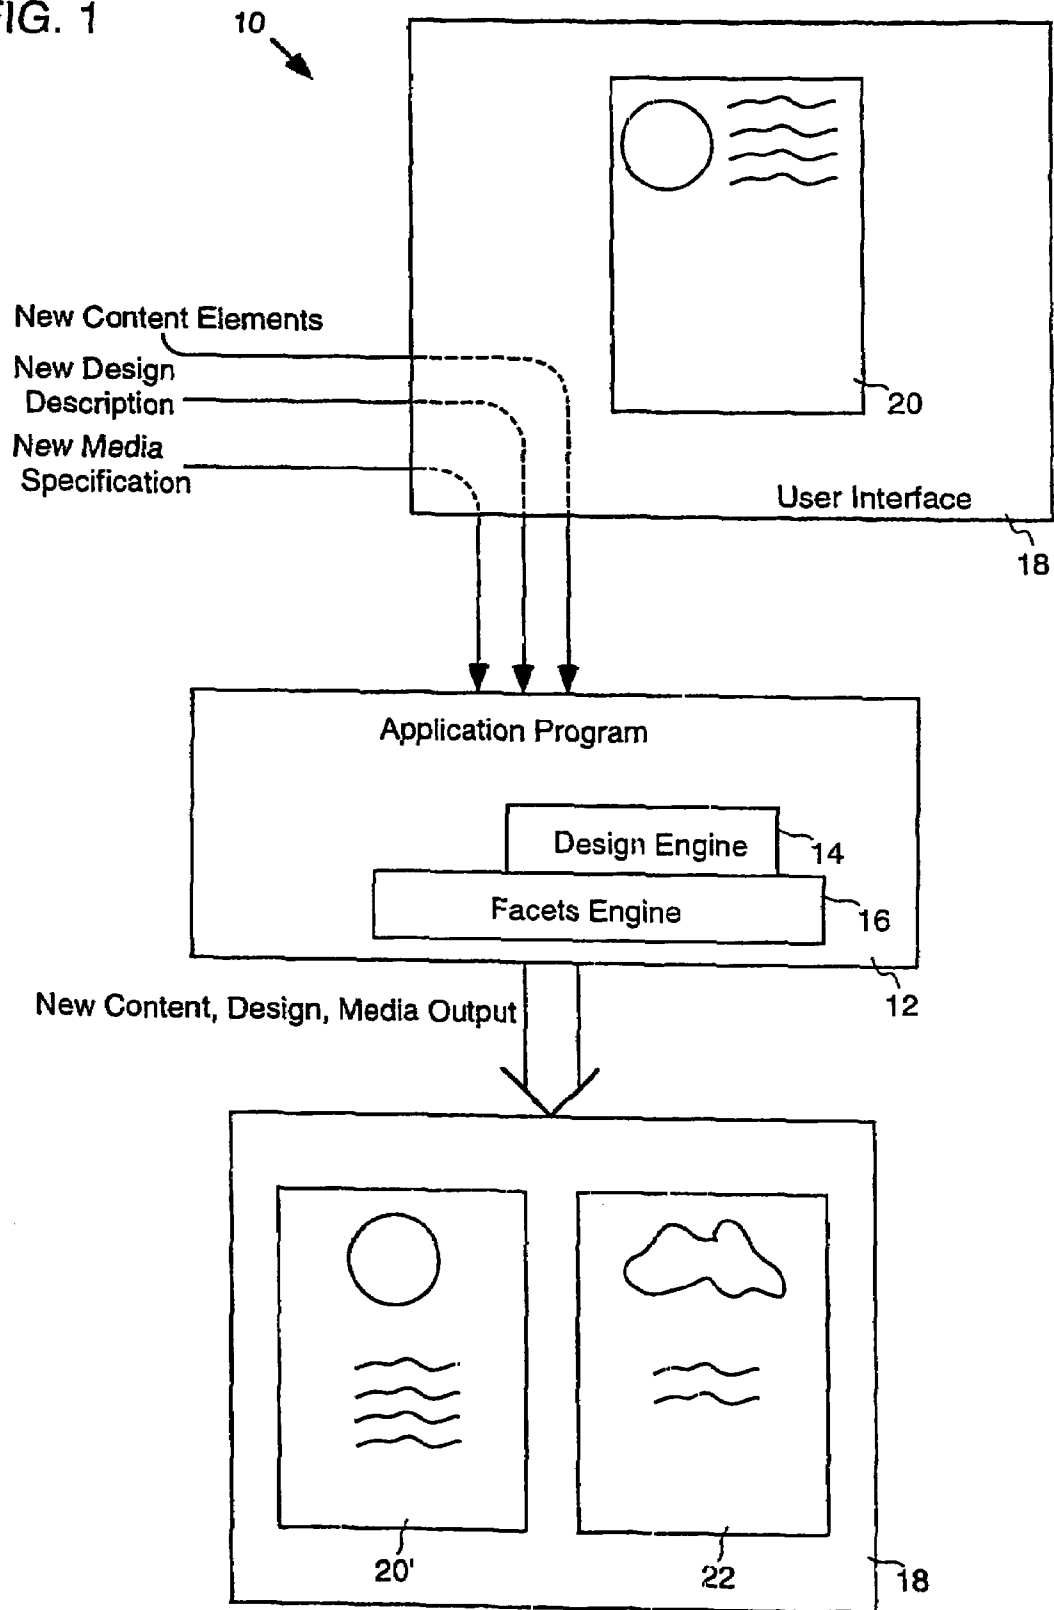 FIG. 1
10
New Content Elements
New Design
Description
New Media
Specification
20
User Interface
18
Application Program
Design Engine
14
Facets Engine
16
12
New Content, Design, Media Output
20'
22
18